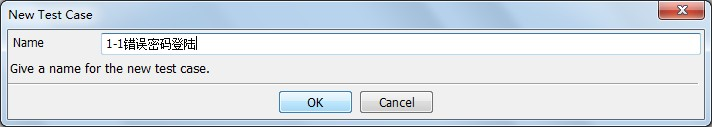 New Test Case
Name 1-1错误密码登陆
Give a name for the new test case.
OK Cancel